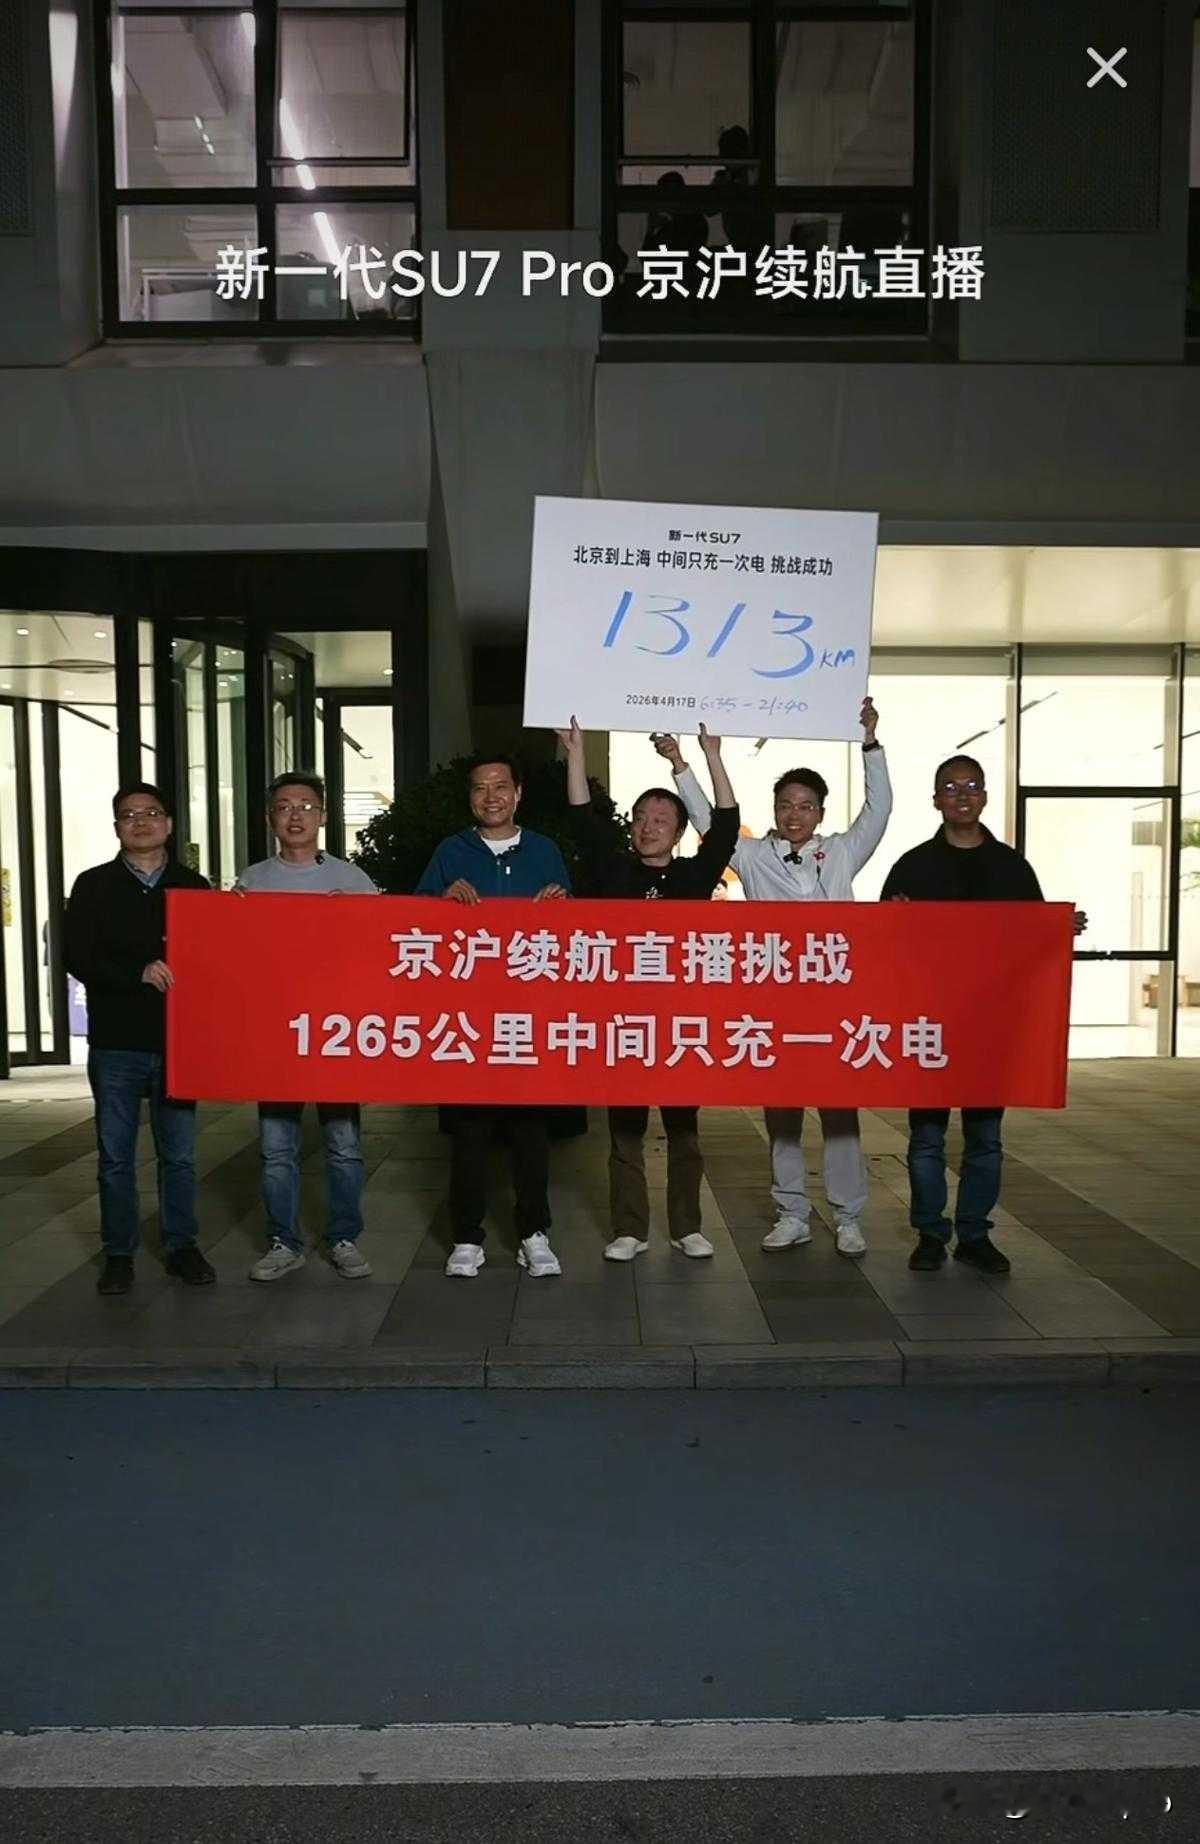 新一代SU7 Pro 京沪续航直播
新一代SU7
北京到上海 中间只充一次电 挑战成功
1313KM
2026年4月17日 6:35-21:40
京沪续航直播挑战
1265公里中间只充一次电